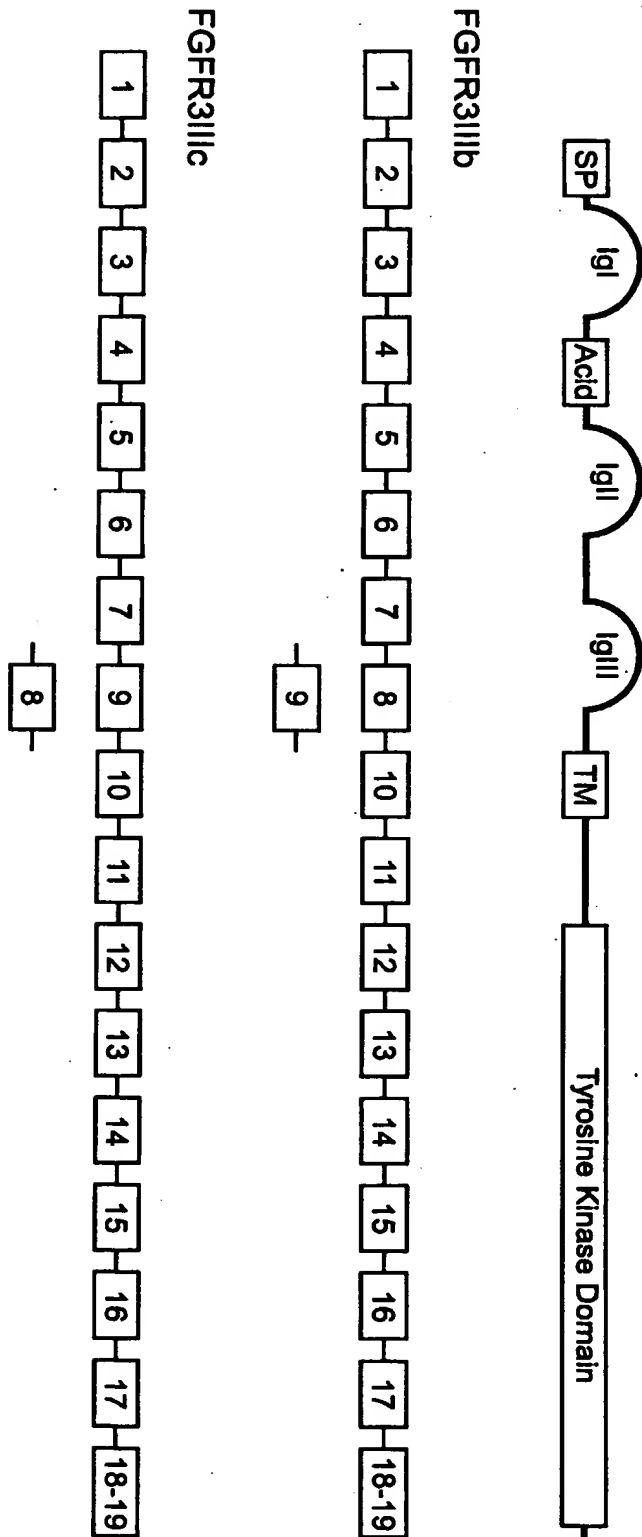 SP IgI Acid IgII IgIII TM Tyrosine Kinase Domain
FGFR3IIIb
1 2 3 4 5 6 7 8 10 11 12 13 14 15 16 17 18-19
9
FGFR3IIIc
1 2 3 4 5 6 7 9 10 11 12 13 14 15 16 17 18-19
8